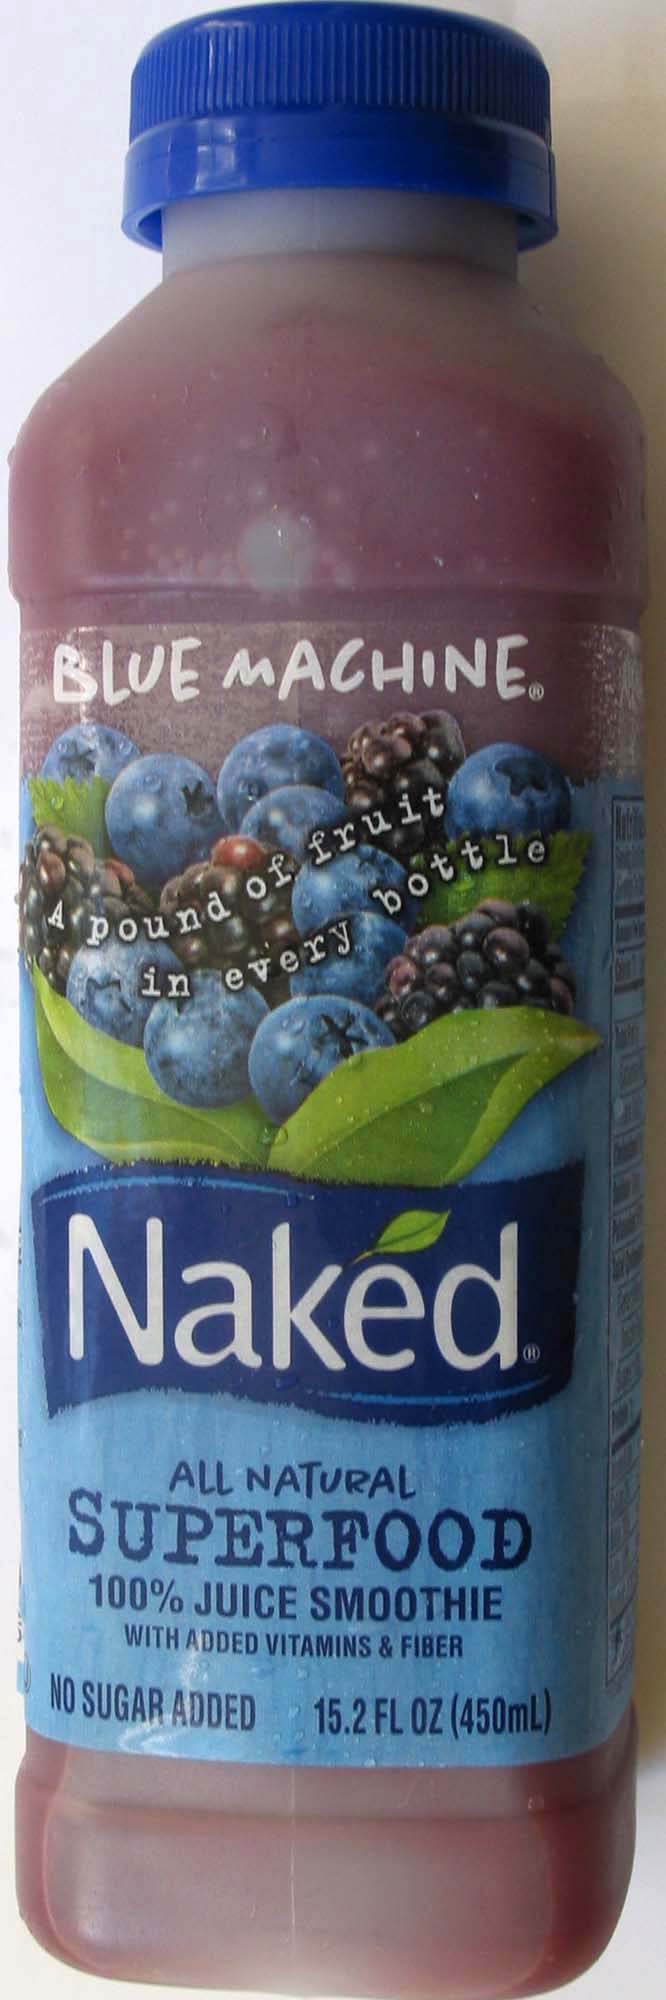 BLUE MACHINE®
A pound of fruit
in every bottle
Naked®
ALL NATURAL
SUPERFOOD
100% JUICE SMOOTHIE
WITH ADDED VITAMINS & FIBER
NO SUGAR ADDED 15.2 FL OZ (450mL)